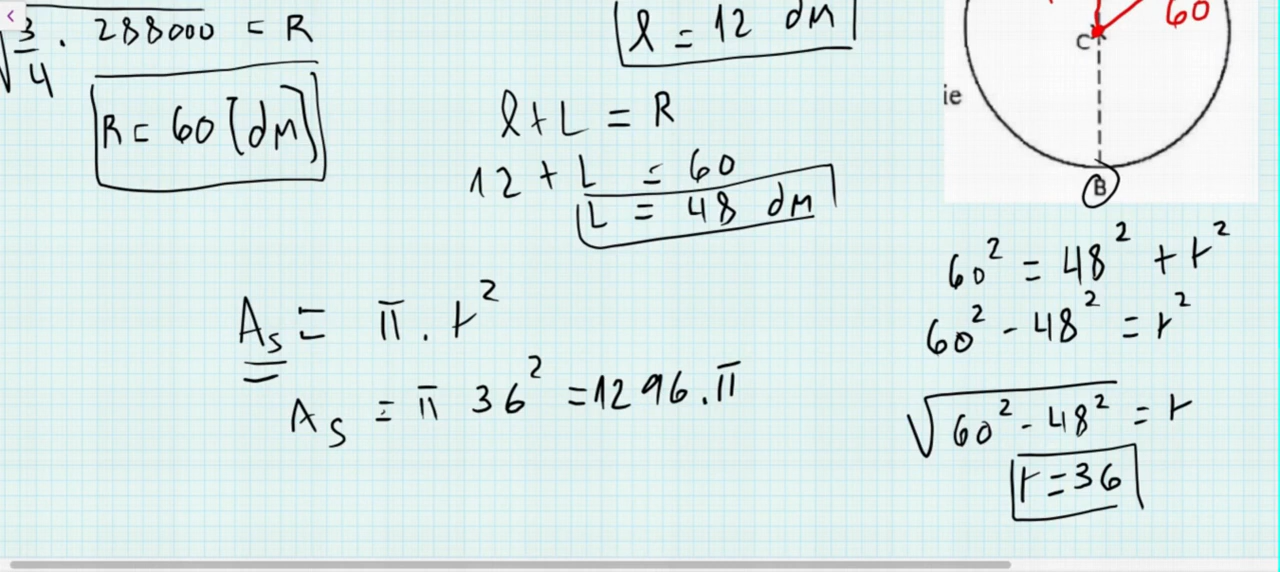 √3/4 · 288000 = R
R = 60 [dm]
l = 12 dm
l + L = R
12 + L = 60
L = 48 dm
As = π . r²
As = π 36² = 1296 . π
60
C
ie
B
60² = 48² + r²
60² - 48² = r²
√60² - 48² = r
r = 36